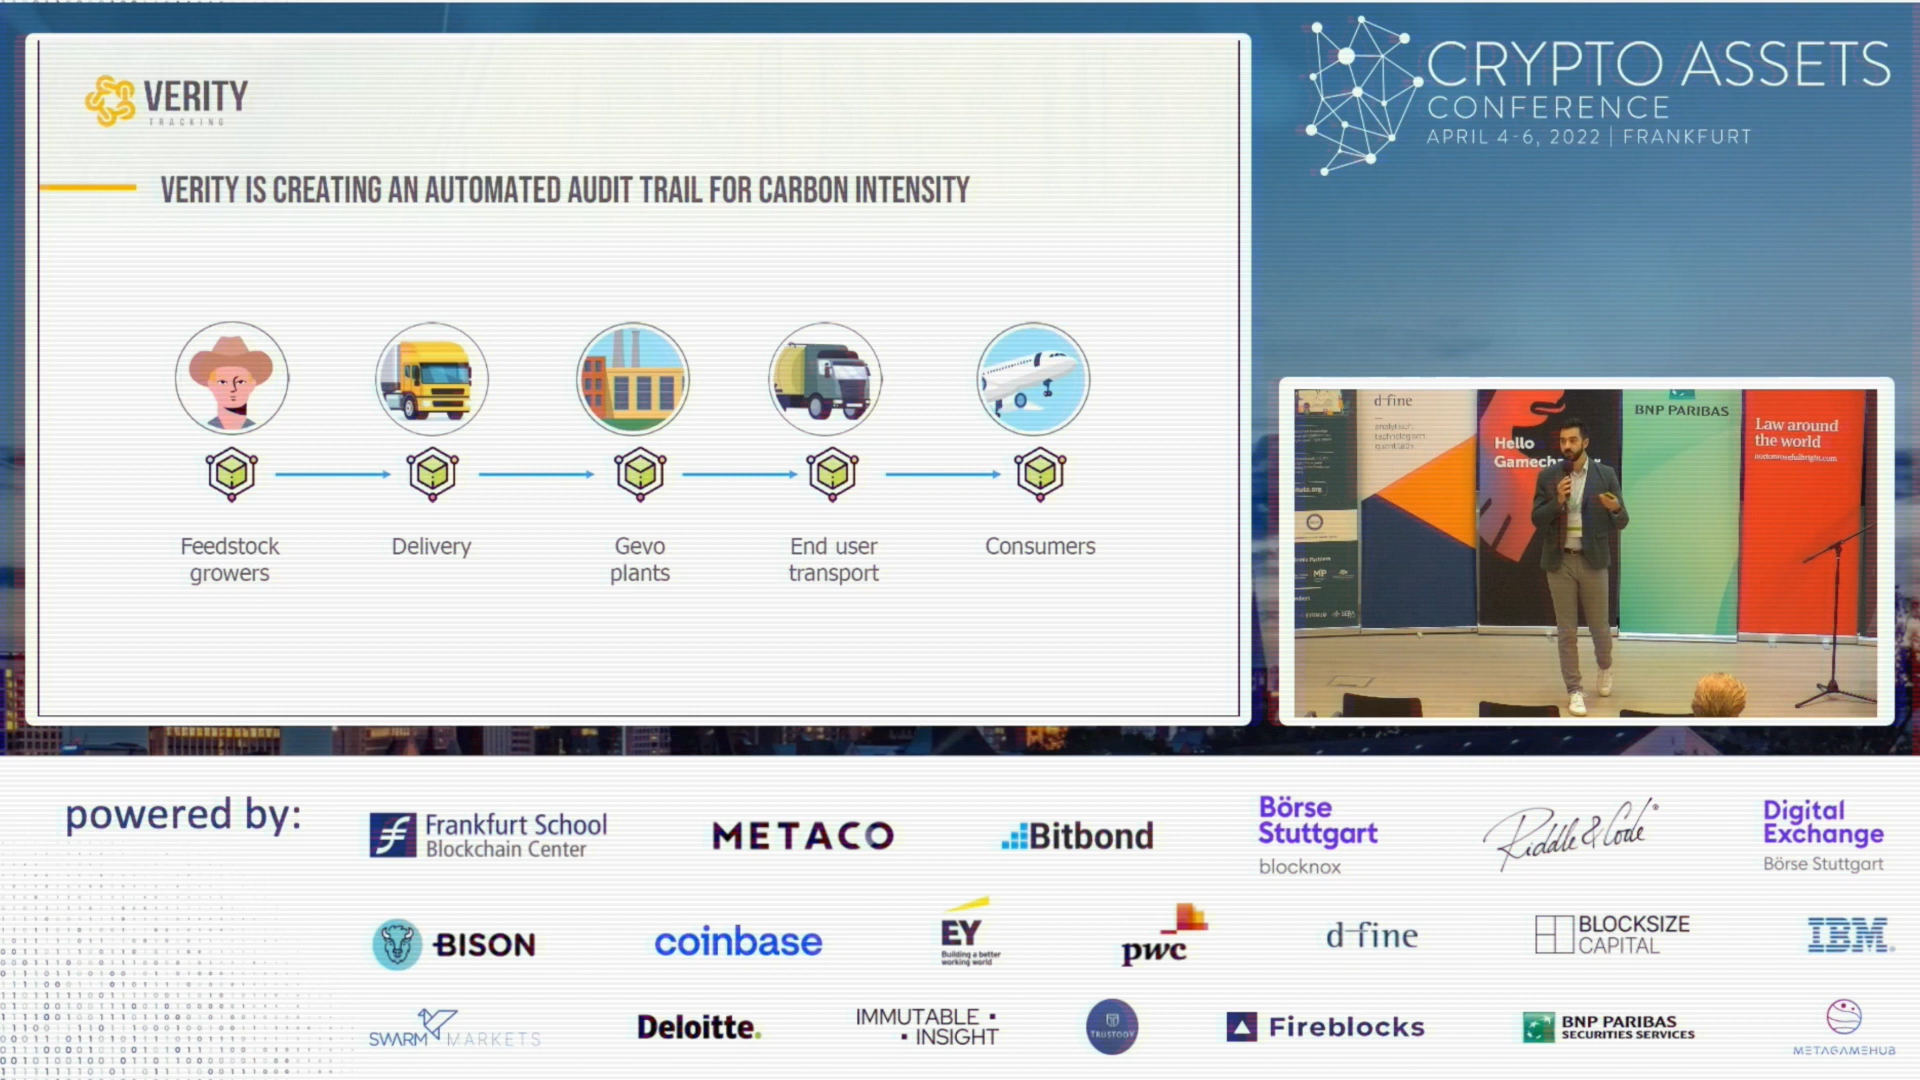 VERITY
TRACKING
VERITY IS CREATING AN AUTOMATED AUDIT TRAIL FOR CARBON INTENSITY
Feedstock
growers
Delivery
Gevo
plants
End user
transport
Consumers
CRYPTO ASSETS
CONFERENCE
APRIL 4-6, 2022 | FRANKFURT
d-fine
Hello
BNP PARIBAS
Law around
the world
nortonrosefulbright.com
powered by:
Frankfurt School
Blockchain Center
METACO
Bitbond
Börse
Stuttgart
blocknox
Riddle & Code
Digital
Exchange
Börse Stuttgart
BISON
coinbase
EY
Building a better
working world
pwc
d-fine
BLOCKSIZE
CAPITAL
IBM
SWARM MARKETS
Deloitte.
IMMUTABLE
INSIGHT
TRUSTODY
Fireblocks
BNP PARIBAS
SECURITIES SERVICES
METAGAMEHUB